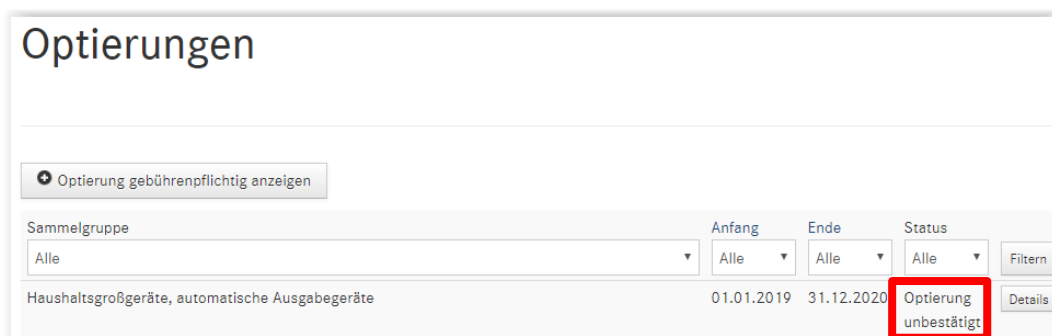 Optierungen
Optierung gebührenpflichtig anzeigen
Sammelgruppe Anfang Ende Status
Alle Alle Alle Alle Filtern
Haushaltsgroßgeräte, automatische Ausgabegeräte 01.01.2019 31.12.2020 Optierung Details
unbestätigt